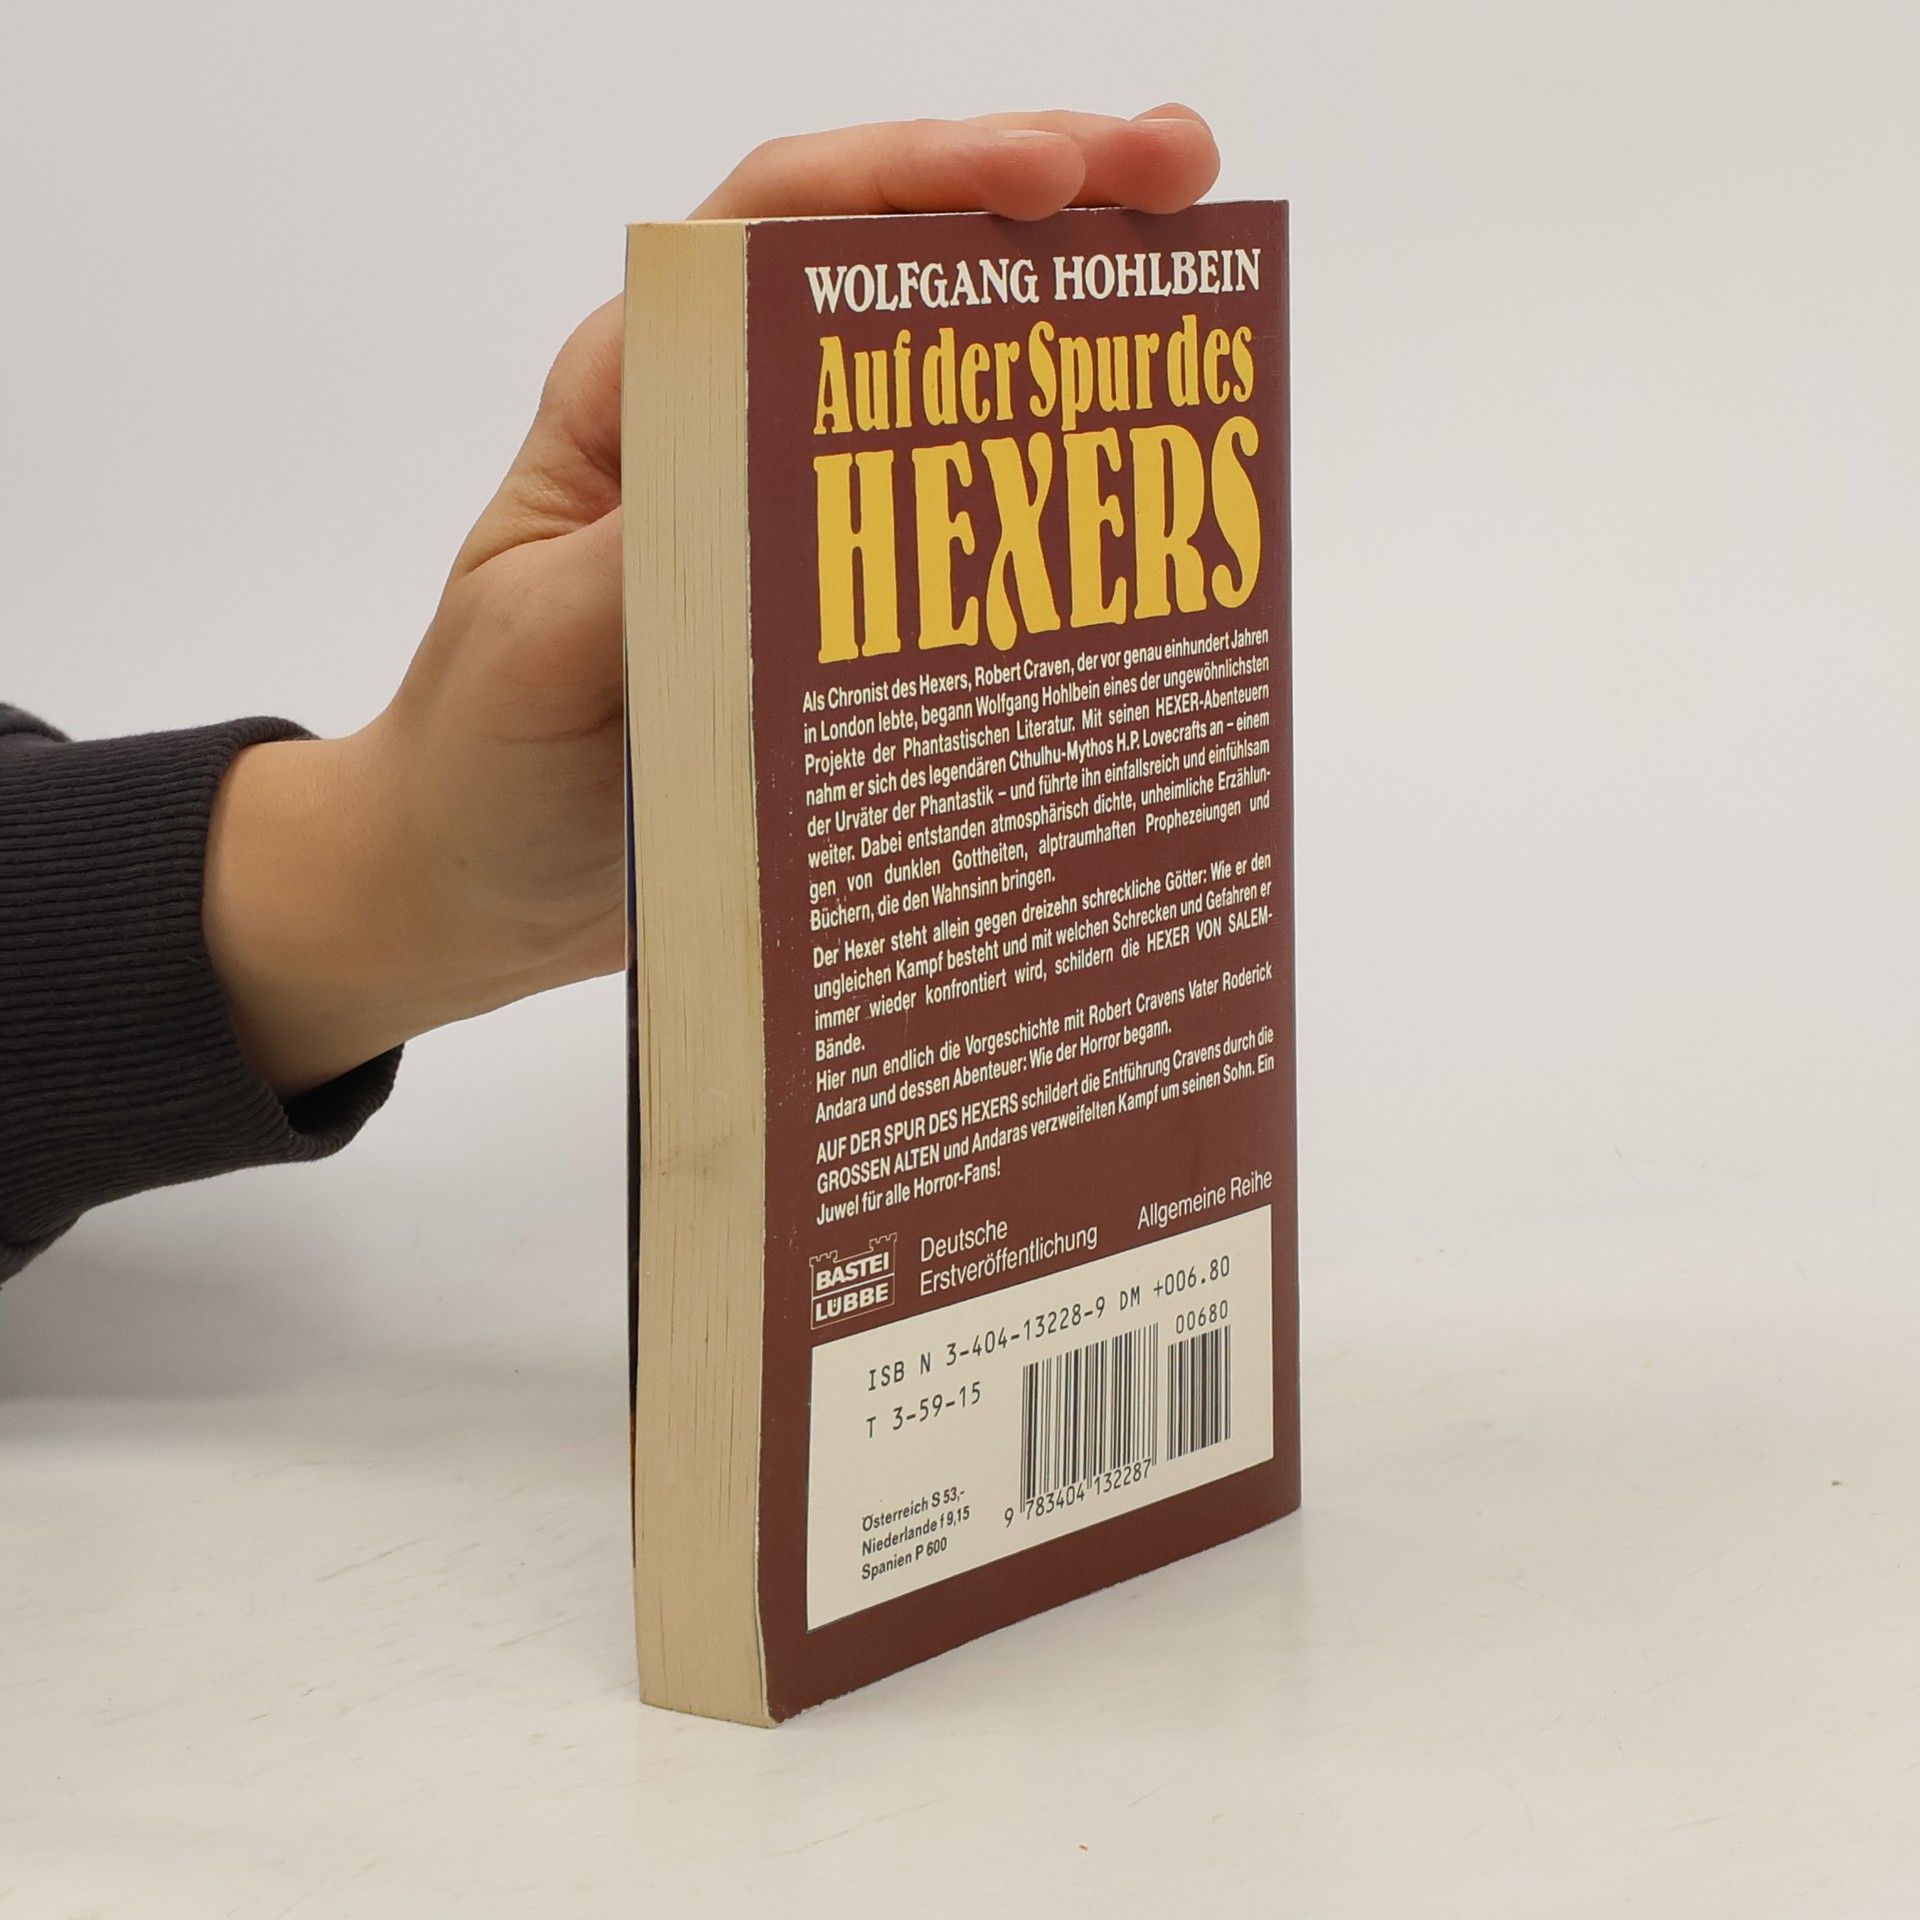 WOLFGANG HOHLBEIN
Auf der Spur des
HEXERS
Als Chronist des Hexers, Robert Craven, der vor genau einhundert Jahren
in London lebte, begann Wolfgang Hohlbein eines der ungewöhnlichsten
Projekte der Phantastischen Literatur. Mit seinen HEXER-Abenteuern
nahm er sich des legendären Cthulhu-Mythos H.P. Lovecrafts an – einem
der Urväter der Phantastik – und führte ihn einfallsreich und einfühlsam
weiter. Dabei entstanden atmosphärisch dichte, unheimliche Erzählun-
gen von dunklen Gottheiten, alptraumhaften Prophezeiungen und
Büchern, die den Wahnsinn bringen.
Der Hexer steht allein gegen dreizehn schreckliche Götter: Wie er den
ungleichen Kampf besteht und mit welchen Schrecken und Gefahren er
immer wieder konfrontiert wird, schildern die HEXER VON SALEM-
Bände.
Hier nun endlich die Vorgeschichte mit Robert Cravens Vater Roderick
Andara und dessen Abenteuer: Wie der Horror begann.
AUF DER SPUR DES HEXERS schildert die Entführung Cravens durch die
GROSSEN ALTEN und Andaras verzweifelten Kampf um seinen Sohn. Ein
Juwel für alle Horror-Fans!
BASTEI
LÜBBE
Deutsche
Erstveröffentlichung
Allgemeine Reihe
ISB N 3-404-13228-9 DM +006.80
T 3-59-15
00680
9 783404 132287
Österreich S 53,-
Niederlande f 9,15
Spanien P 600